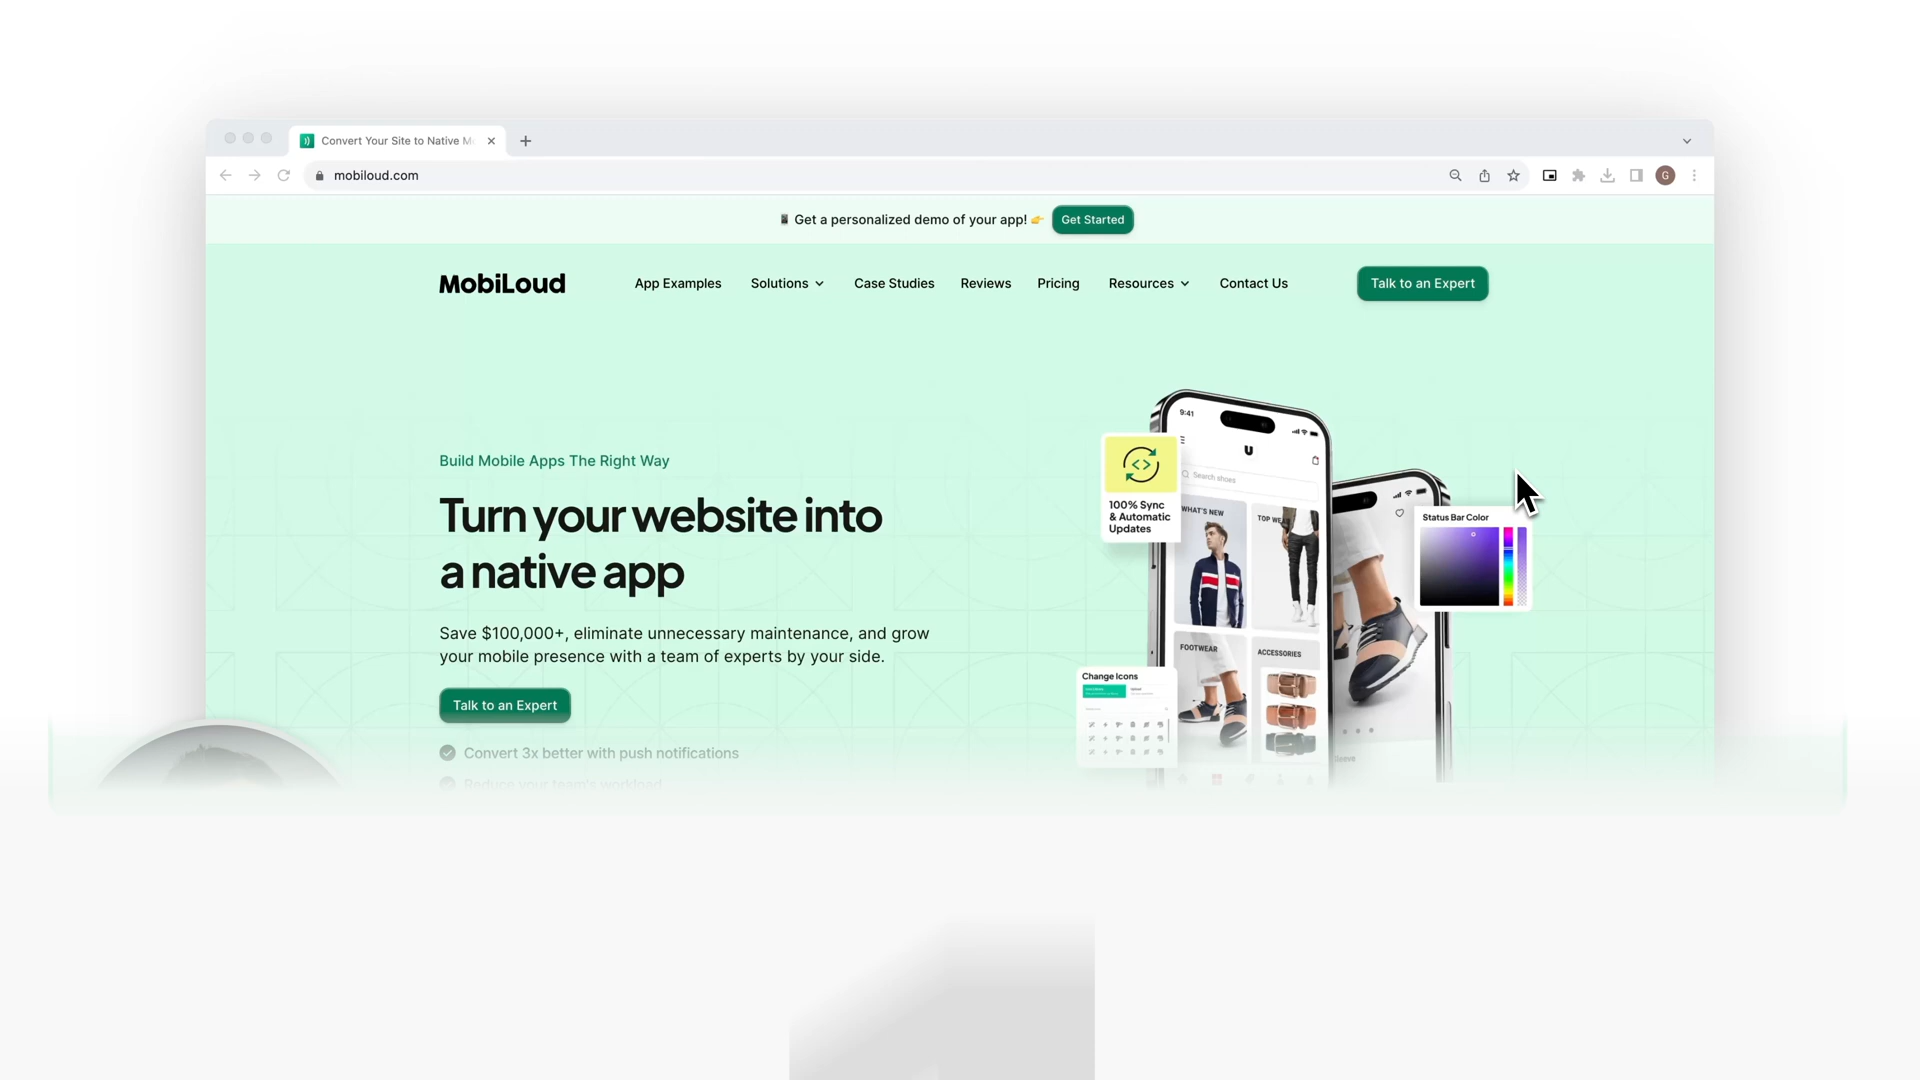 Convert Your Site to Native M
mobiloud.com
G
📱 Get a personalized demo of your app! 👉 Get Started
MobiLoud
App Examples
Solutions
Case Studies
Reviews
Pricing
Resources
Contact Us
Talk to an Expert
Build Mobile Apps The Right Way
Turn your website into
a native app
Save $100,000+, eliminate unnecessary maintenance, and grow
your mobile presence with a team of experts by your side.
Talk to an Expert
Convert 3x better with push notifications
Reduce your team's workload
9:41
U
Search shoes
WHAT'S NEW
TOP WE
FOOTWEAR
ACCESSORIES
100% Sync
& Automatic
Updates
Change Icons
Status Bar Color